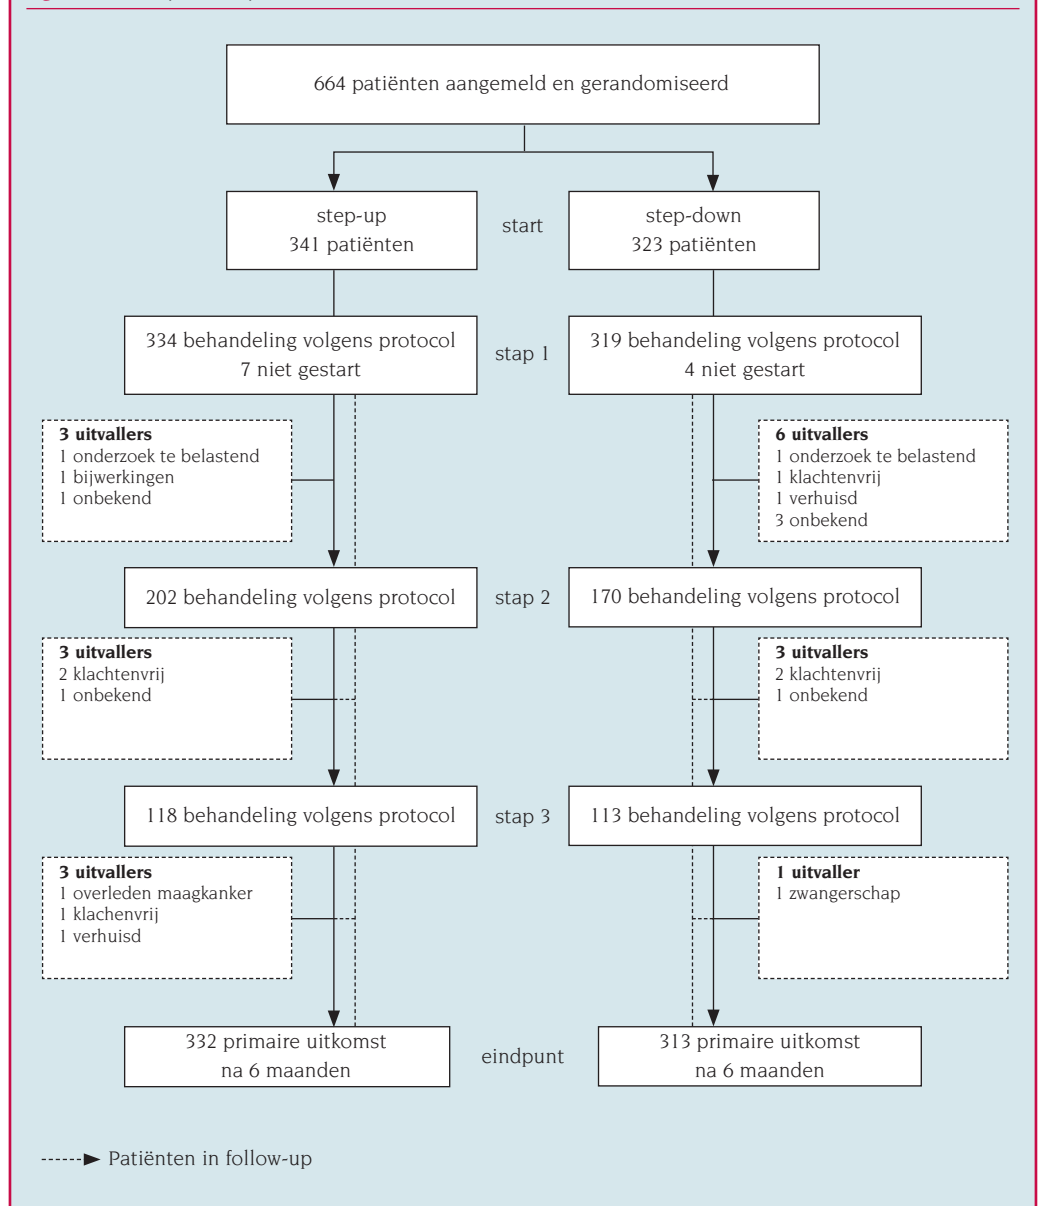 664 patiënten aangemeld en gerandomiseerd
step-up
341 patiënten
start
step-down
323 patiënten
334 behandeling volgens protocol
7 niet gestart
stap 1
319 behandeling volgens protocol
4 niet gestart
3 uitvallers
1 onderzoek te belastend
1 bijwerkingen
1 onbekend
6 uitvallers
1 onderzoek te belastend
1 klachtenvrij
1 verhuisd
3 onbekend
202 behandeling volgens protocol
stap 2
170 behandeling volgens protocol
3 uitvallers
2 klachtenvrij
1 onbekend
3 uitvallers
2 klachtenvrij
1 onbekend
118 behandeling volgens protocol
stap 3
113 behandeling volgens protocol
3 uitvallers
1 overleden maagkanker
1 klachenvrij
1 verhuisd
1 uitvaller
1 zwangerschap
332 primaire uitkomst
na 6 maanden
eindpunt
313 primaire uitkomst
na 6 maanden
Patiënten in follow-up